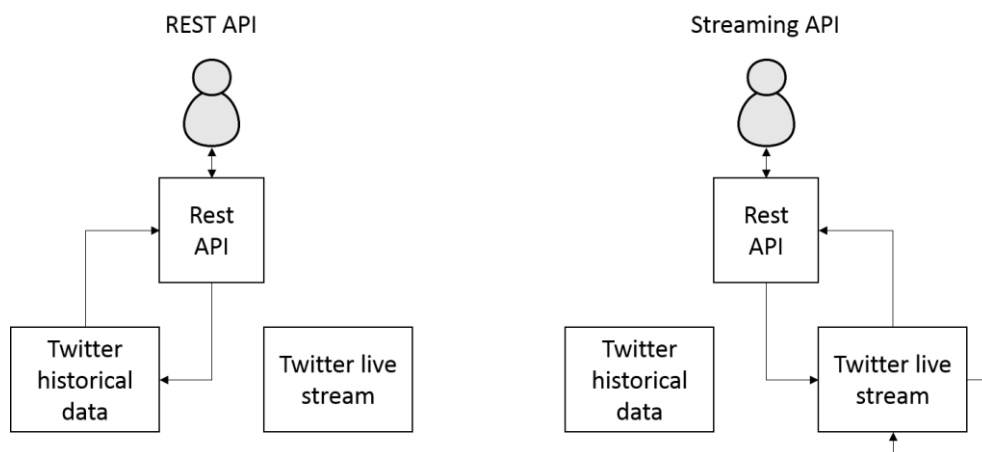 REST API
Streaming API
Rest
API
Rest
API
Twitter
historical
data
Twitter live
stream
Twitter
historical
data
Twitter live
stream